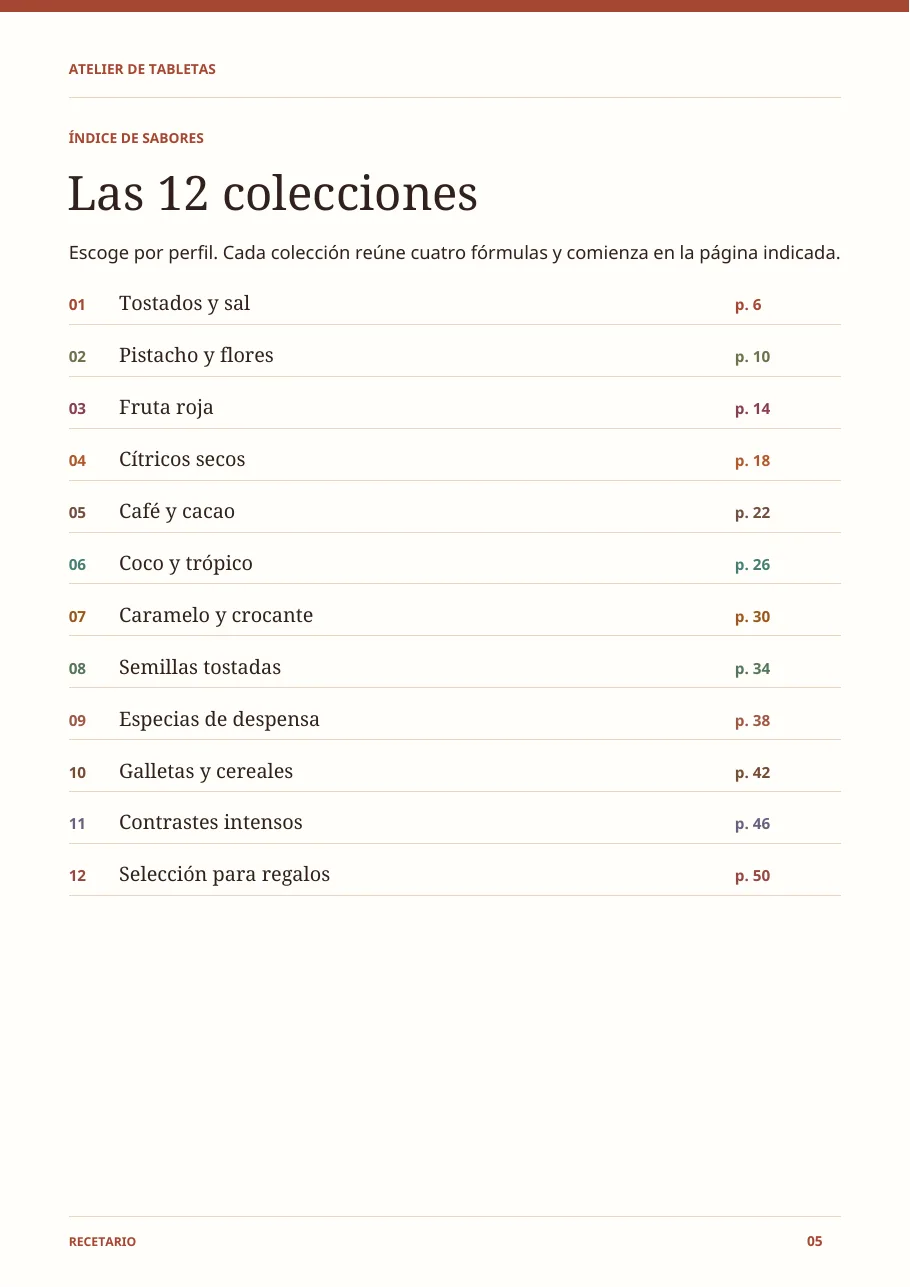 ATELIER DE TABLETAS
ÍNDICE DE SABORES
Las 12 colecciones
Escoge por perfil. Cada colección reúne cuatro fórmulas y comienza en la página indicada.
01 Tostados y sal p. 6
02 Pistacho y flores p. 10
03 Fruta roja p. 14
04 Cítricos secos p. 18
05 Café y cacao p. 22
06 Coco y trópico p. 26
07 Caramelo y crocante p. 30
08 Semillas tostadas p. 34
09 Especias de despensa p. 38
10 Galletas y cereales p. 42
11 Contrastes intensos p. 46
12 Selección para regalos p. 50
RECETARIO 05